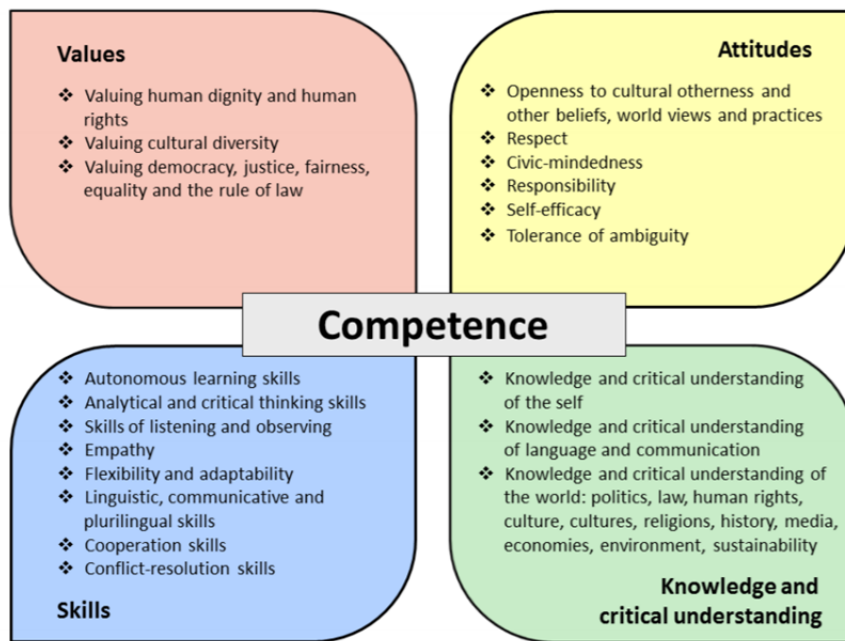 Values
❖ Valuing human dignity and human
rights
❖ Valuing cultural diversity
❖ Valuing democracy, justice, fairness,
equality and the rule of law
Attitudes
❖ Openness to cultural otherness and
other beliefs, world views and practices
❖ Respect
❖ Civic-mindedness
❖ Responsibility
❖ Self-efficacy
❖ Tolerance of ambiguity
Competence
❖ Autonomous learning skills
❖ Analytical and critical thinking skills
❖ Skills of listening and observing
❖ Empathy
❖ Flexibility and adaptability
❖ Linguistic, communicative and
plurilingual skills
❖ Cooperation skills
❖ Conflict-resolution skills
Skills
❖ Knowledge and critical understanding
of the self
❖ Knowledge and critical understanding
of language and communication
❖ Knowledge and critical understanding of
the world: politics, law, human rights,
culture, cultures, religions, history, media,
economies, environment, sustainability
Knowledge and
critical understanding